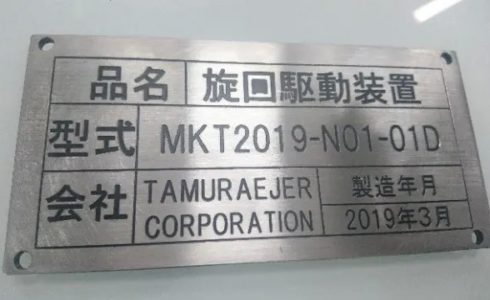 品名 旋回駆動装置
型式 MKT2019-N01-01D
会社 TAMURAEJER CORPORATION
製造年月
2019年3月